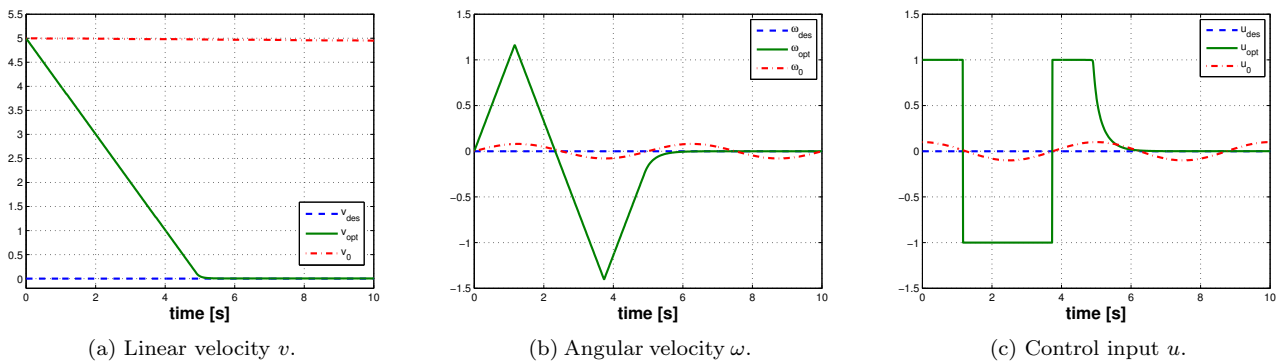 5.5
5
4.5
4
3.5
3
2.5
2
1.5
1
0.5
0
0 2 4 6 8 10
v_des
v_opt
v_0
time [s]
(a) Linear velocity v.
1.5
1
0.5
0
−0.5
−1
−1.5
0 2 4 6 8 10
ω_des
ω_opt
ω_0
time [s]
(b) Angular velocity ω.
1.5
1
0.5
0
−0.5
−1
−1.5
0 2 4 6 8 10
u_des
u_opt
u_0
time [s]
(c) Control input u.